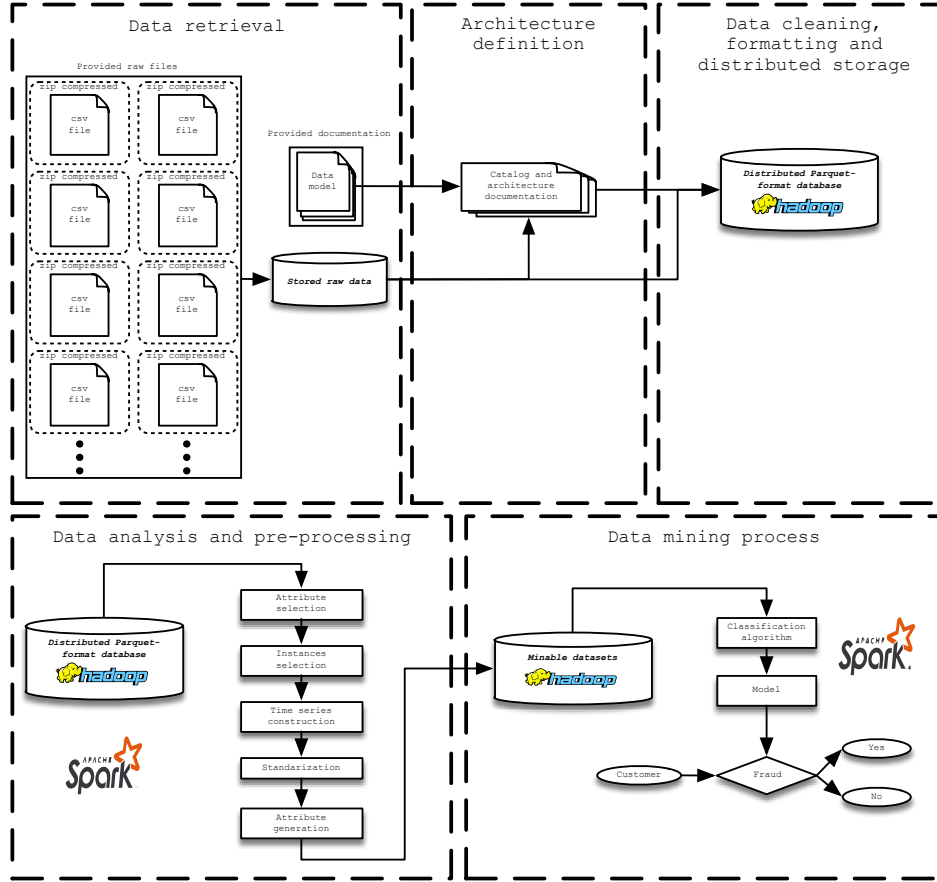 Data retrieval
Provided raw files
zip compressed
zip compressed
csv
file
csv
file
zip compressed
zip compressed
csv
file
csv
file
zip compressed
zip compressed
csv
file
csv
file
zip compressed
zip compressed
csv
file
csv
file
Provided documentation
Data
model
Stored raw data
Architecture
definition
Catalog and
architecture
documentation
Data cleaning,
formatting and
distributed storage
Distributed Parquet-
format database
hadoop
Data analysis and pre-processing
Distributed Parquet-
format database
hadoop
APACHE
Spark
Attribute
selection
Instances
selection
Time series
construction
Standarization
Attribute
generation
Data mining process
Minable datasets
hadoop
Classification
algorithm
Model
APACHE
Spark
Customer
Fraud
Yes
No